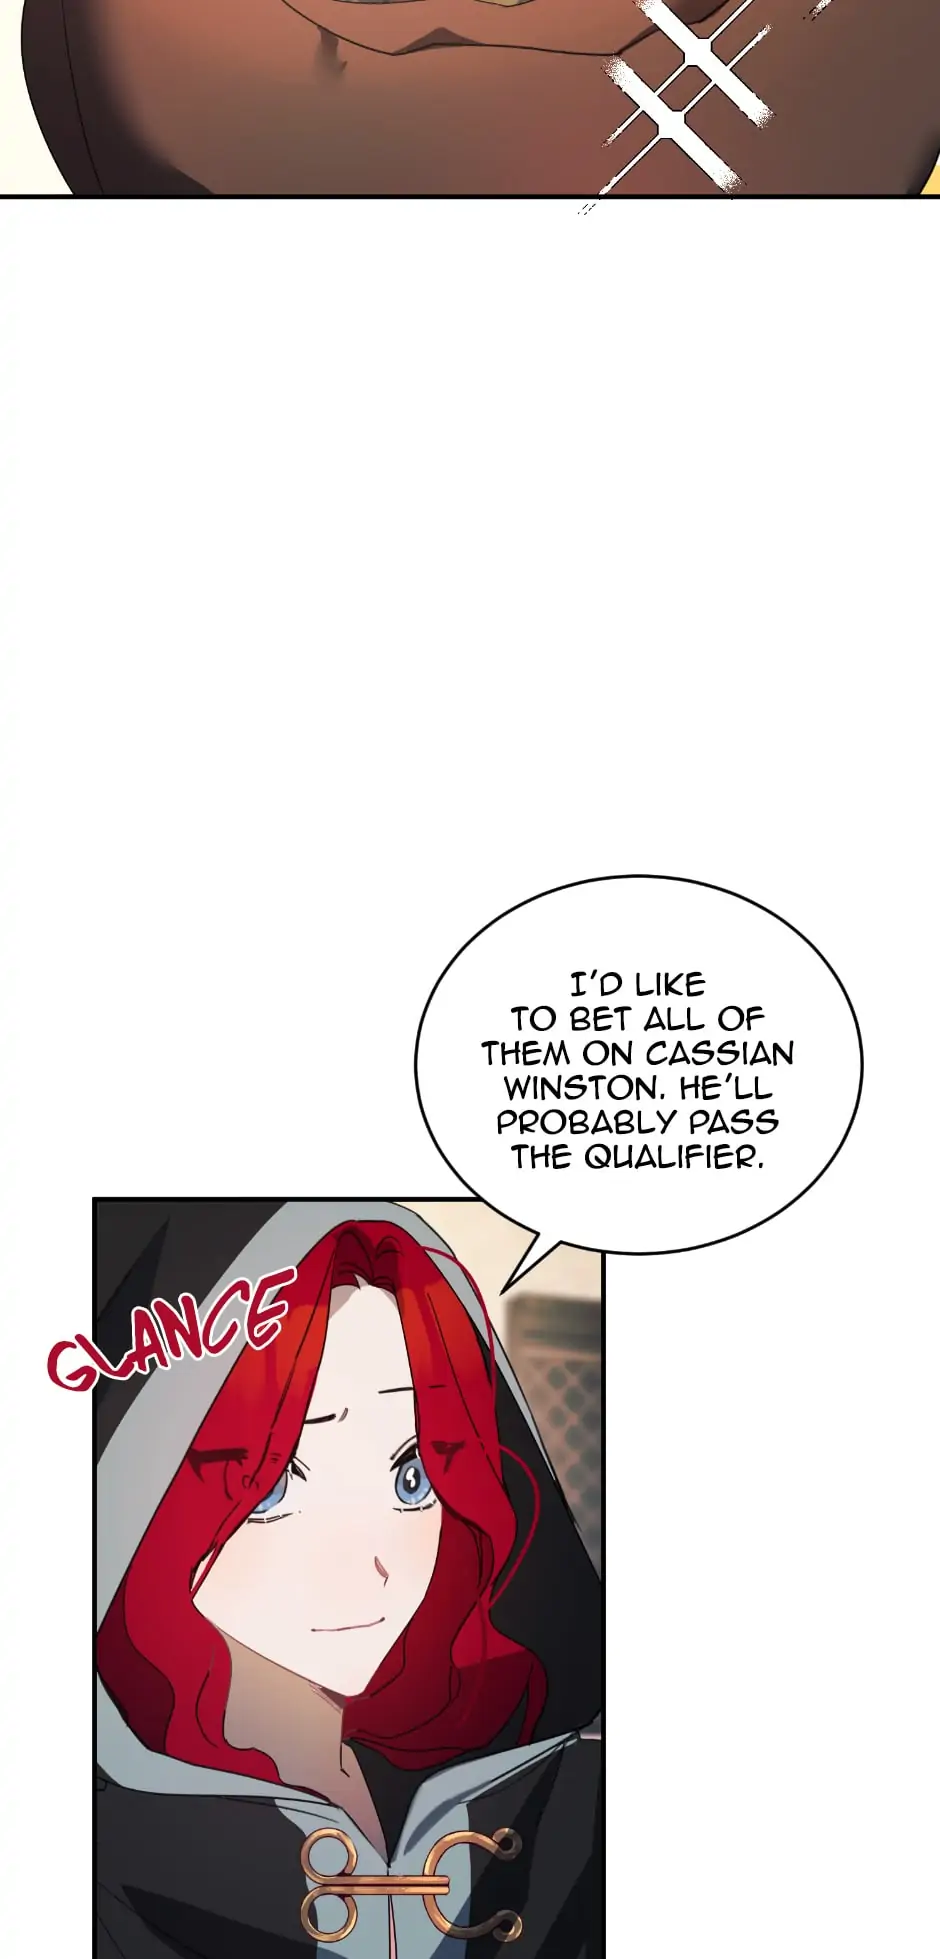 I'D LIKE
TO BET ALL OF
THEM ON CASSIAN
WINSTON. HE'LL
PROBABLY PASS
THE QUALIFIER.
GLANCE